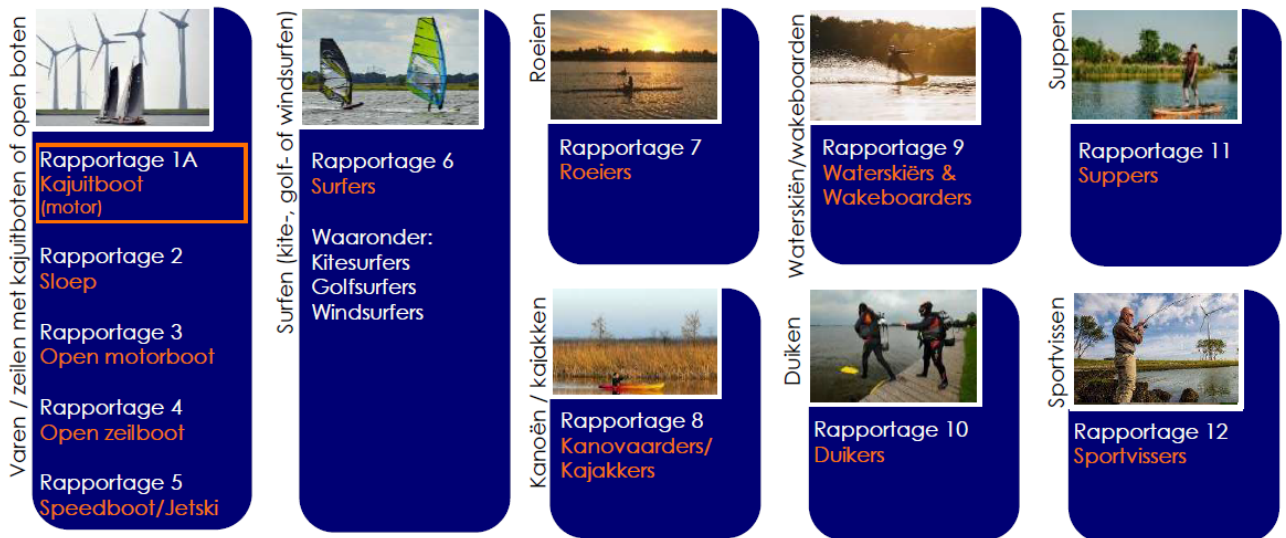 Varen / zeilen met kajuitboten of open boten
Rapportage 1A
Kajuitboot
(motor)
Rapportage 2
Sloep
Rapportage 3
Open motorboot
Rapportage 4
Open zeilboot
Rapportage 5
Speedboot/Jetski
Surfen (kite-, golf- of windsurfen)
Rapportage 6
Surfers
Waaronder:
Kitesurfers
Golfsurfers
Windsurfers
Roeien
Rapportage 7
Roeiers
Kanoën / kajakken
Rapportage 8
Kanovaarders/
Kajakkers
Waterskiën/wakeboarden
Rapportage 9
Waterskiërs &
Wakeboarders
Duiken
Rapportage 10
Duikers
Suppen
Rapportage 11
Suppers
Sportvissen
Rapportage 12
Sportvissers